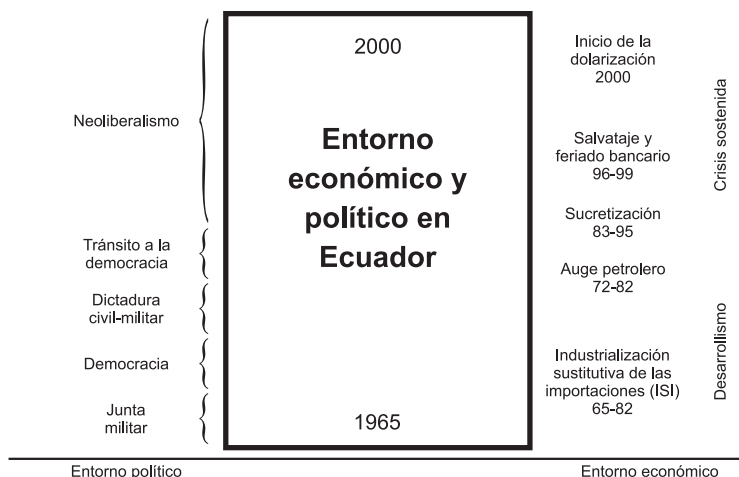 Neoliberalismo
Tránsito a la
democracia
Dictadura
civil-militar
Democracia
Junta
militar
2000
Entorno
económico y
político en
Ecuador
1965
Inicio de la
dolarización
2000
Salvataje y
feriado bancario
96-99
Sucretización
83-95
Auge petrolero
72-82
Industrialización
sustitutiva de las
importaciones (ISI)
65-82
Crisis sostenida
Desarrollismo
Entorno político
Entorno económico